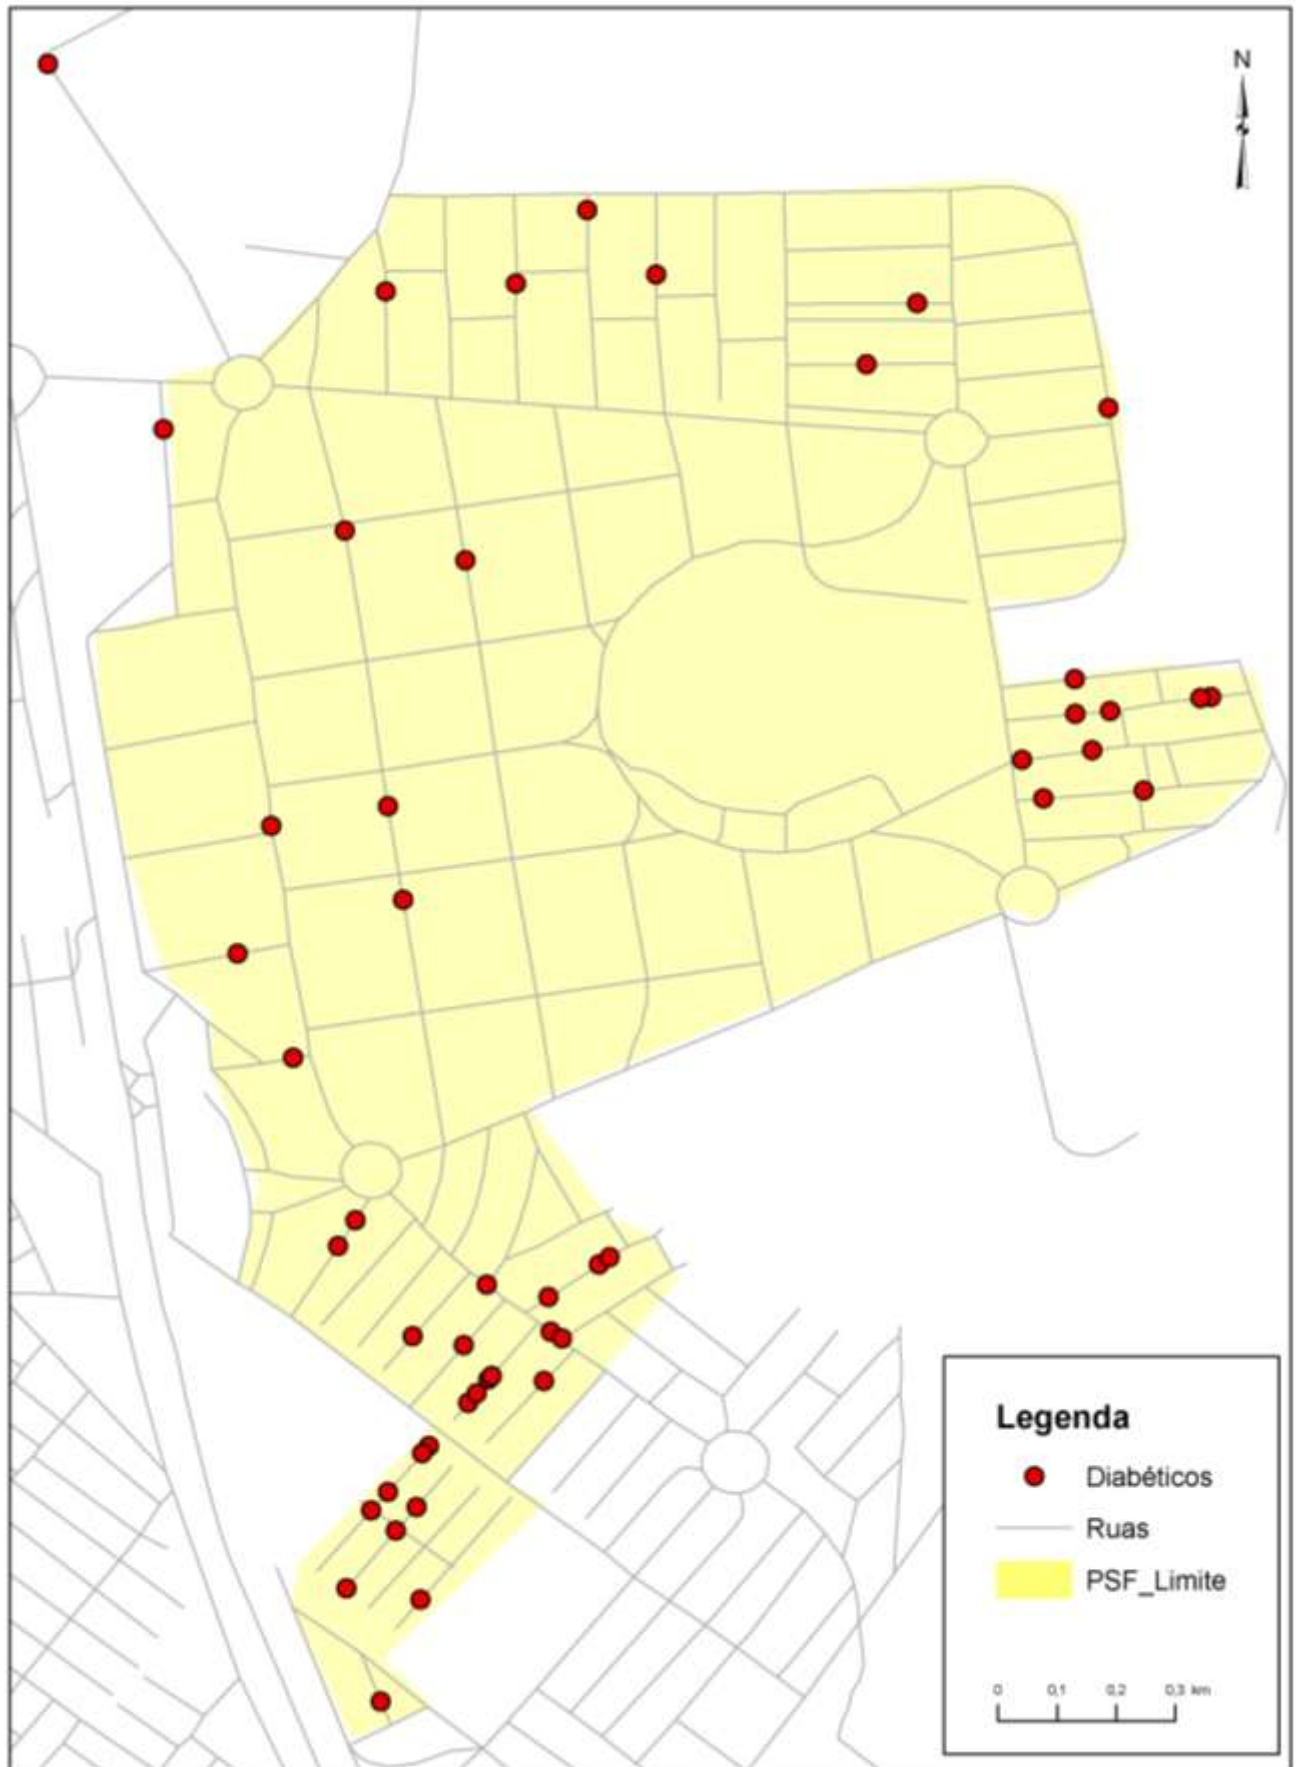 N
Legenda
Diabéticos
Ruas
PSF_Limite
0 0,1 0,2 0,3 km